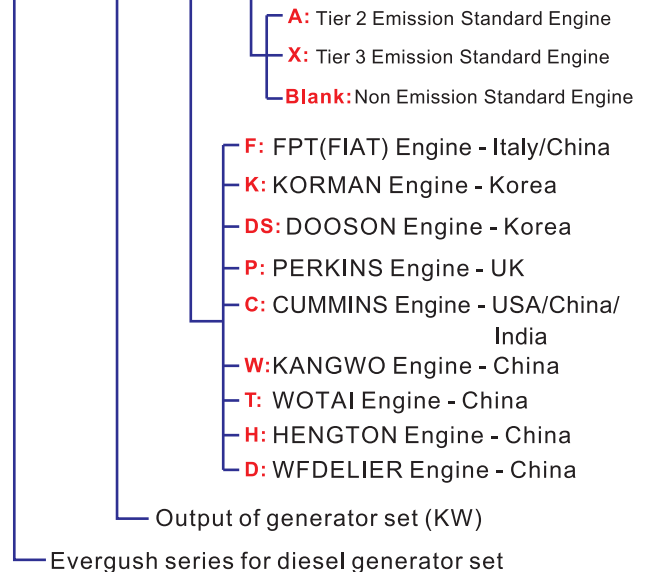 A: Tier 2 Emission Standard Engine
X: Tier 3 Emission Standard Engine
Blank: Non Emission Standard Engine
F: FPT(FIAT) Engine - Italy/China
K: KORMAN Engine - Korea
DS: DOOSON Engine - Korea
P: PERKINS Engine - UK
C: CUMMINS Engine - USA/China/
India
W: KANGWO Engine - China
T: WOTAI Engine - China
H: HENGTON Engine - China
D: WFDELIER Engine - China
Output of generator set (KW)
Evergush series for diesel generator set